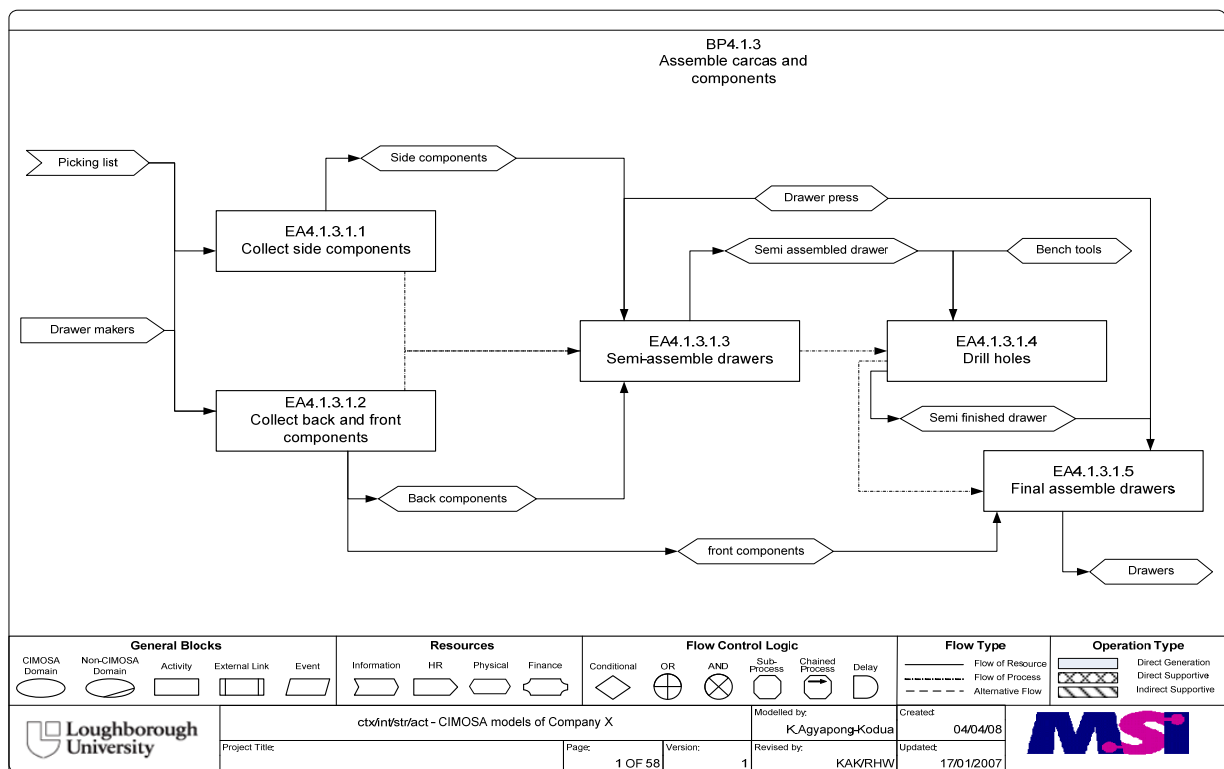 BP4.1.3
Assemble carcas and
components
Picking list
Side components
Drawer press
EA4.1.3.1.1
Collect side components
Semi assembled drawer
Bench tools
Drawer makers
EA4.1.3.1.3
Semi-assemble drawers
EA4.1.3.1.4
Drill holes
EA4.1.3.1.2
Collect back and front
components
Semi finished drawer
EA4.1.3.1.5
Final assemble drawers
Back components
front components
Drawers
General Blocks
CIMOSA
Domain
Non-CIMOSA
Domain
Activity
External Link
Event
Resources
Information
HR
Physical
Finance
Flow Control Logic
Conditional
OR
AND
Sub-
Process
Chained
Process
Delay
Flow Type
Flow of Resource
Flow of Process
Alternative Flow
Operation Type
Direct Generation
Direct Supportive
Indirect Supportive
Loughborough
University
ctx/int/str/act - CIMOSA models of Company X
Modelled by:
K.Agyapong-Kodua
Created:
04/04/08
Project Title:
Page:
1 OF 58
Version:
1
Revised by:
KAK/RHW
Updated:
17/01/2007
MSi